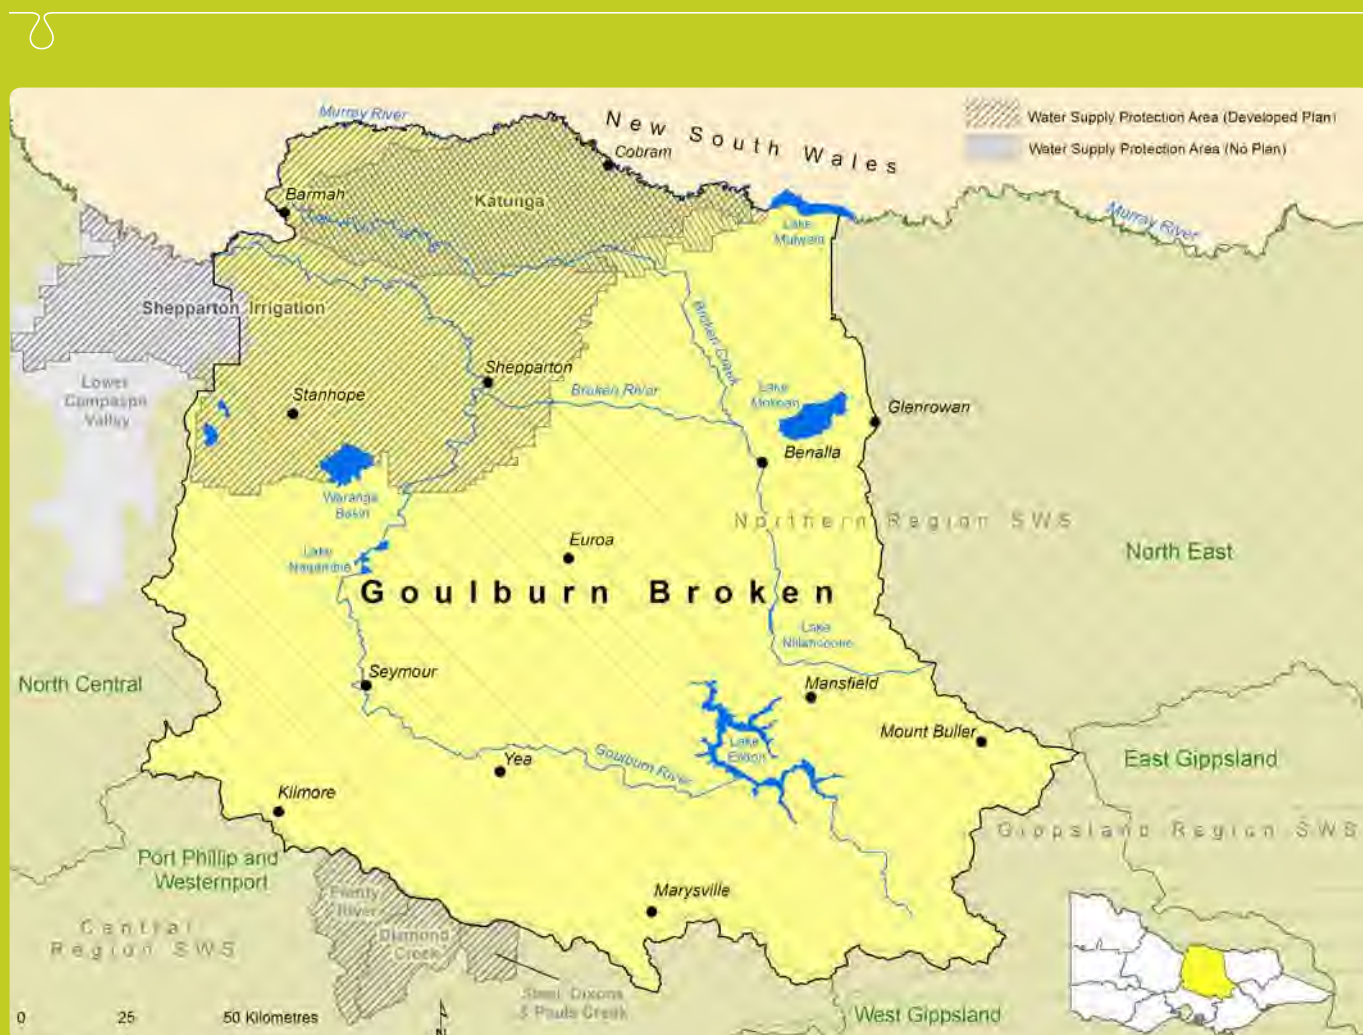 Murray River
New South Wales
Water Supply Protection Area (Developed Plan)
Water Supply Protection Area (No Plan)
Cobram
Barmah
Katunga
Murray River
Lake
Mulwala
Shepparton Irrigation
Broken Creek
Shepparton
Lower
Campaspe
Valley
Stanhope
Broken River
Lake
Mokoan
Glenrowan
Benalla
Waranga
Basin
Northern Region SWS
Euroa
North East
Lake
Nagambie
Goulburn Broken
Lake
Nillahcootie
North Central
Seymour
Mansfield
Mount Buller
Lake
Eildon
Goulburn River
Yea
East Gippsland
Kilmore
Gippsland Region SWS
Port Phillip and
Westernport
Plenty
River
Marysville
Central
Region SWS
Diamond
Creek
Steel, Dixons
& Pauls Creek
0 25 50 Kilometres
N
West Gippsland